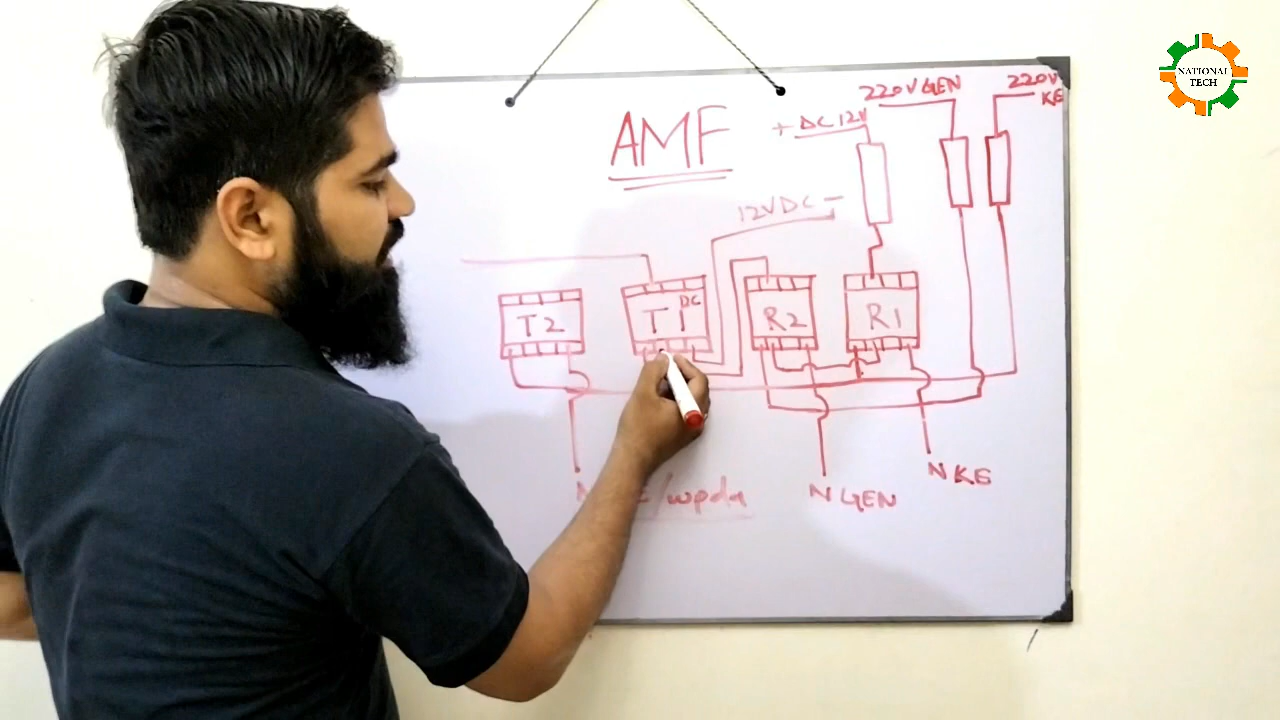 NATIONAL
TECH
220V GEN
220V
KE
+ DC 12V
AMF
12VDC -
T2
T1 DC
R2
R1
N KE
/wpda
N GEN